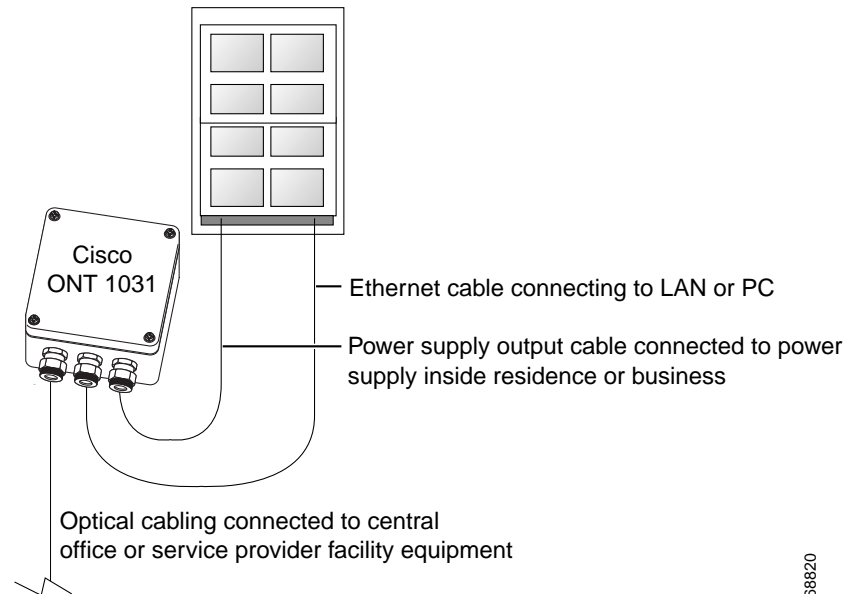 Cisco
ONT 1031
Ethernet cable connecting to LAN or PC
Power supply output cable connected to power
supply inside residence or business
Optical cabling connected to central
office or service provider facility equipment